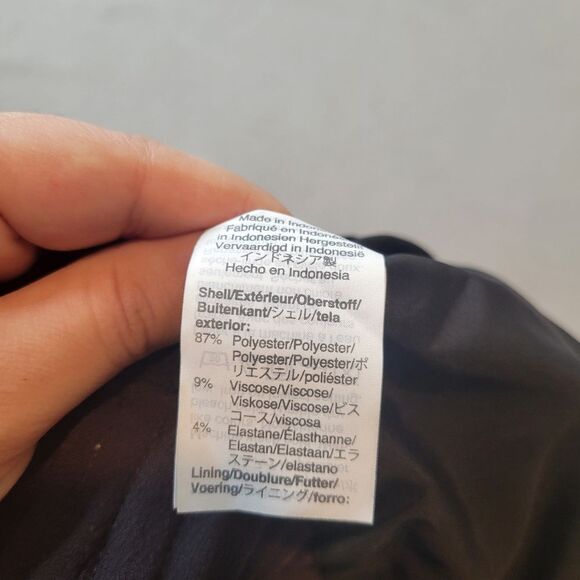 Made in
Fabriqué en
in Indonesien Hergestellt
Vervaardigd in Indonesië
インドネシア製
Hecho en Indonesia
Shell/Extérieur/Oberstoff/
Buitenkant/シェル/tela
exterior:
87% Polyester/Polyester/
Polyester/Polyester/ポ
リエステル/poliéster
9% Viscose/Viscose/
Viskose/Viscose/ビス
コース/viscosa
4% Elastane/Élasthanne/
Elastan/Elastaan/エラ
ステーン/elastano
Lining/Doublure/Futter/
Voering/ライニング/forro: